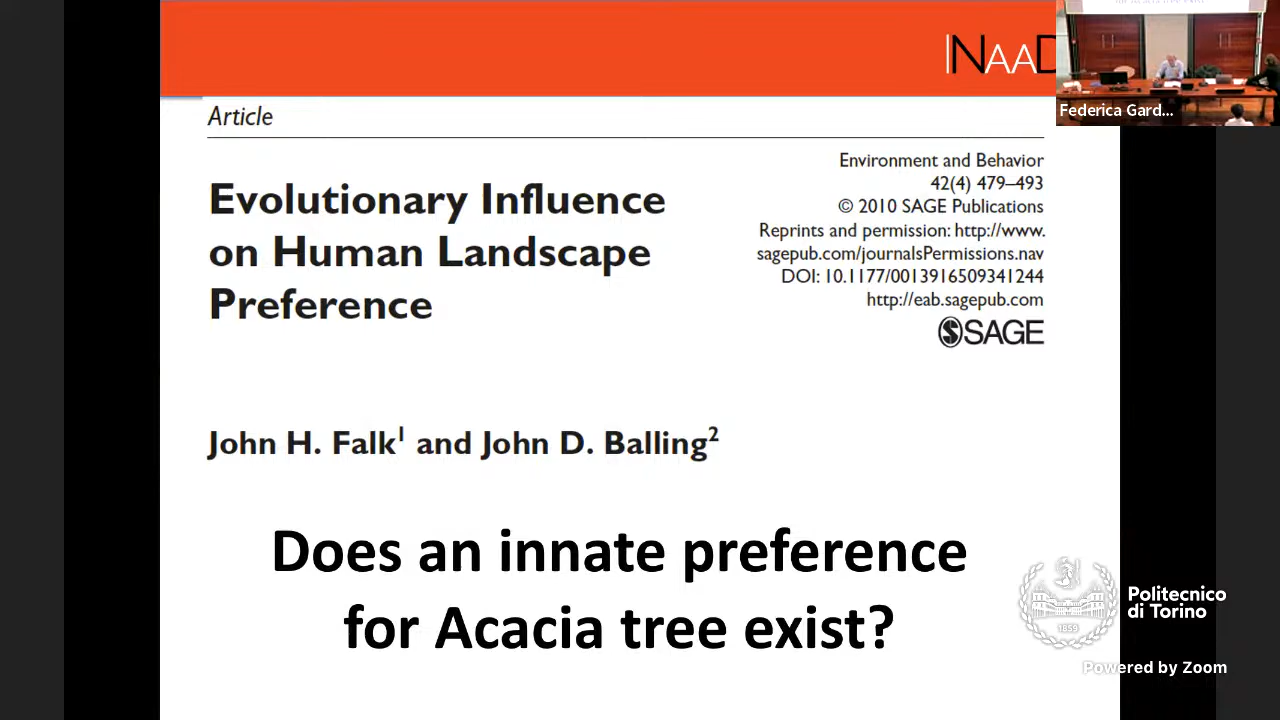 INAAD
Article
Federica Gard...
Evolutionary Influence
on Human Landscape
Preference
Environment and Behavior
42(4) 479–493
© 2010 SAGE Publications
Reprints and permission: http://www.
sagepub.com/journalsPermissions.nav
DOI: 10.1177/0013916509341244
http://eab.sagepub.com
SAGE
John H. Falk1 and John D. Balling2
Does an innate preference
for Acacia tree exist?
1859
Politecnico
di Torino
Powered by Zoom